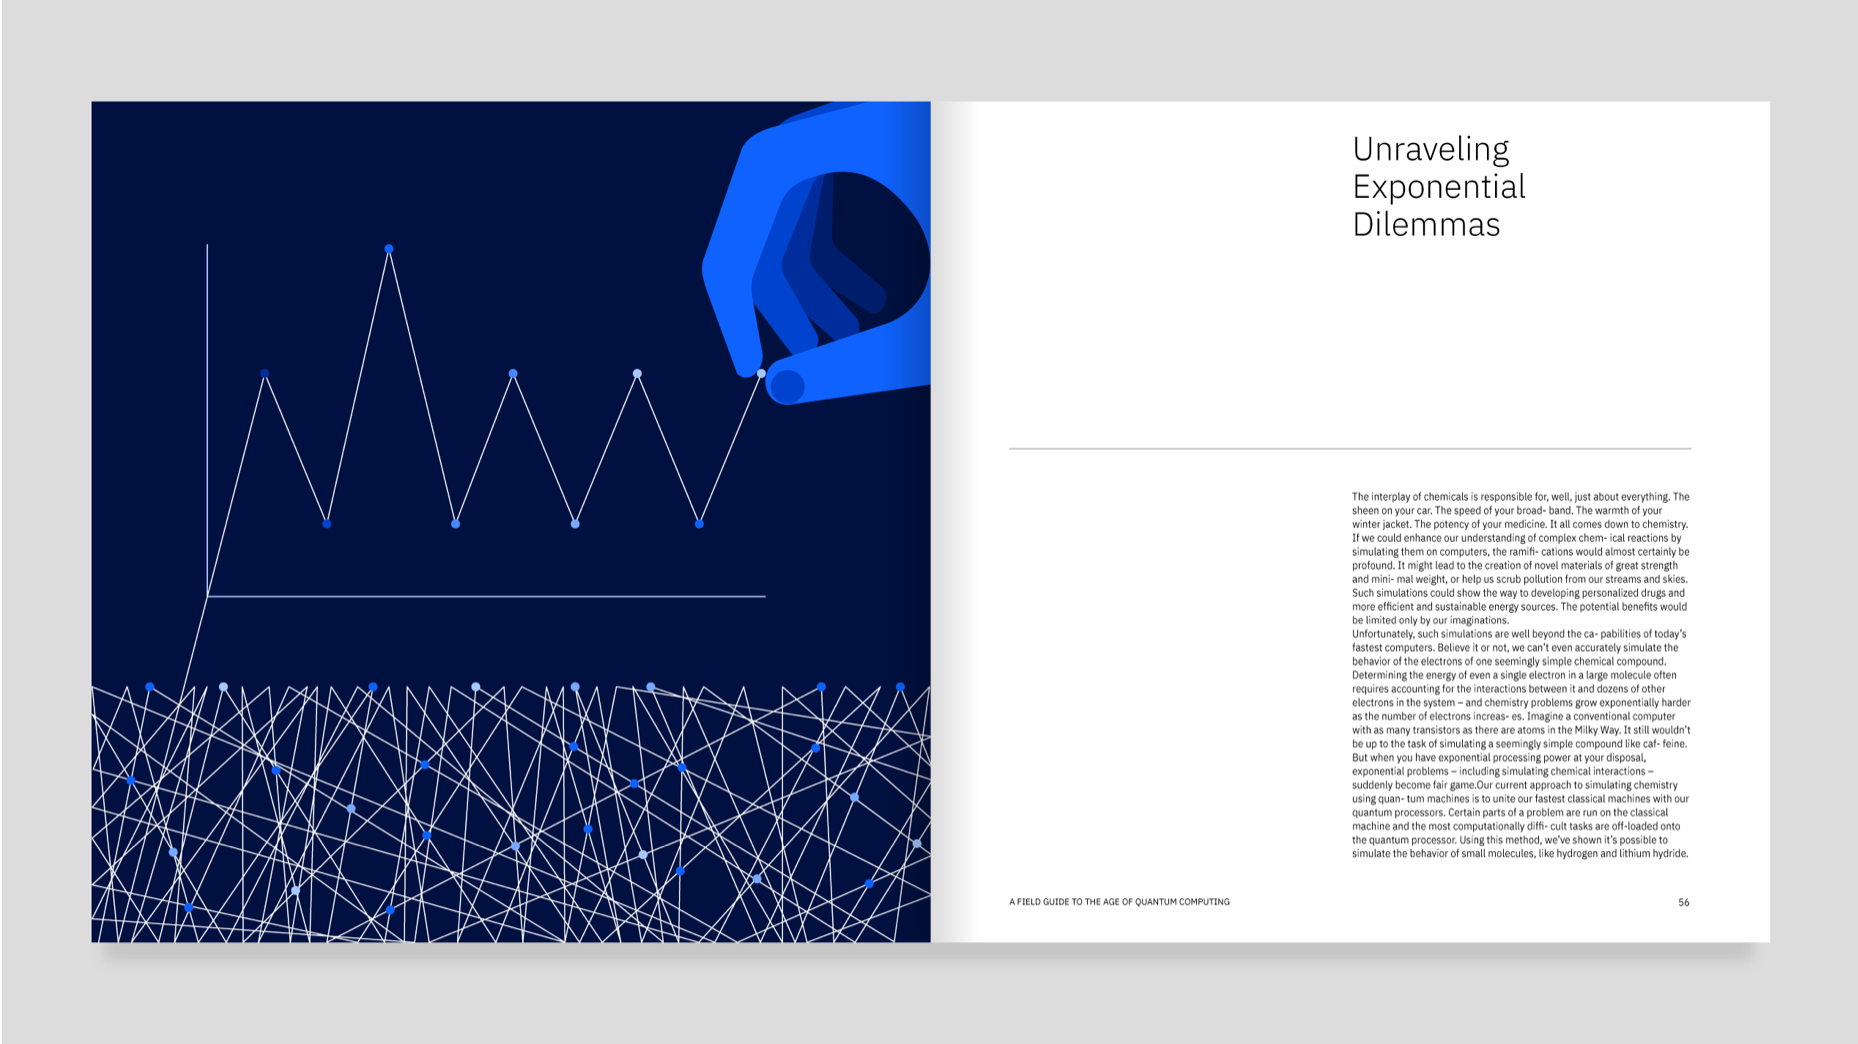 Unraveling
Exponential
Dilemmas
The interplay of chemicals is responsible for, well, just about everything. The
sheen on your car. The speed of your broad- band. The warmth of your
winter jacket. The potency of your medicine. It all comes down to chemistry.
If we could enhance our understanding of complex chem- ical reactions by
simulating them on computers, the ramifi- cations would almost certainly be
profound. It might lead to the creation of novel materials of great strength
and mini- mal weight, or help us scrub pollution from our streams and skies.
Such simulations could show the way to developing personalized drugs and
more efficient and sustainable energy sources. The potential benefits would
be limited only by our imaginations.
Unfortunately, such simulations are well beyond the ca- pabilities of today’s
fastest computers. Believe it or not, we can’t even accurately simulate the
behavior of the electrons of one seemingly simple chemical compound.
Determining the energy of even a single electron in a large molecule often
requires accounting for the interactions between it and dozens of other
electrons in the system – and chemistry problems grow exponentially harder
as the number of electrons increas- es. Imagine a conventional computer
with as many transistors as there are atoms in the Milky Way. It still wouldn’t
be up to the task of simulating a seemingly simple compound like caf- feine.
But when you have exponential processing power at your disposal,
exponential problems – including simulating chemical interactions –
suddenly become fair game.Our current approach to simulating chemistry
using quan- tum machines is to unite our fastest classical machines with our
quantum processors. Certain parts of a problem are run on the classical
machine and the most computationally diffi- cult tasks are off-loaded onto
the quantum processor. Using this method, we’ve shown it’s possible to
simulate the behavior of small molecules, like hydrogen and lithium hydride.
A FIELD GUIDE TO THE AGE OF QUANTUM COMPUTING
56